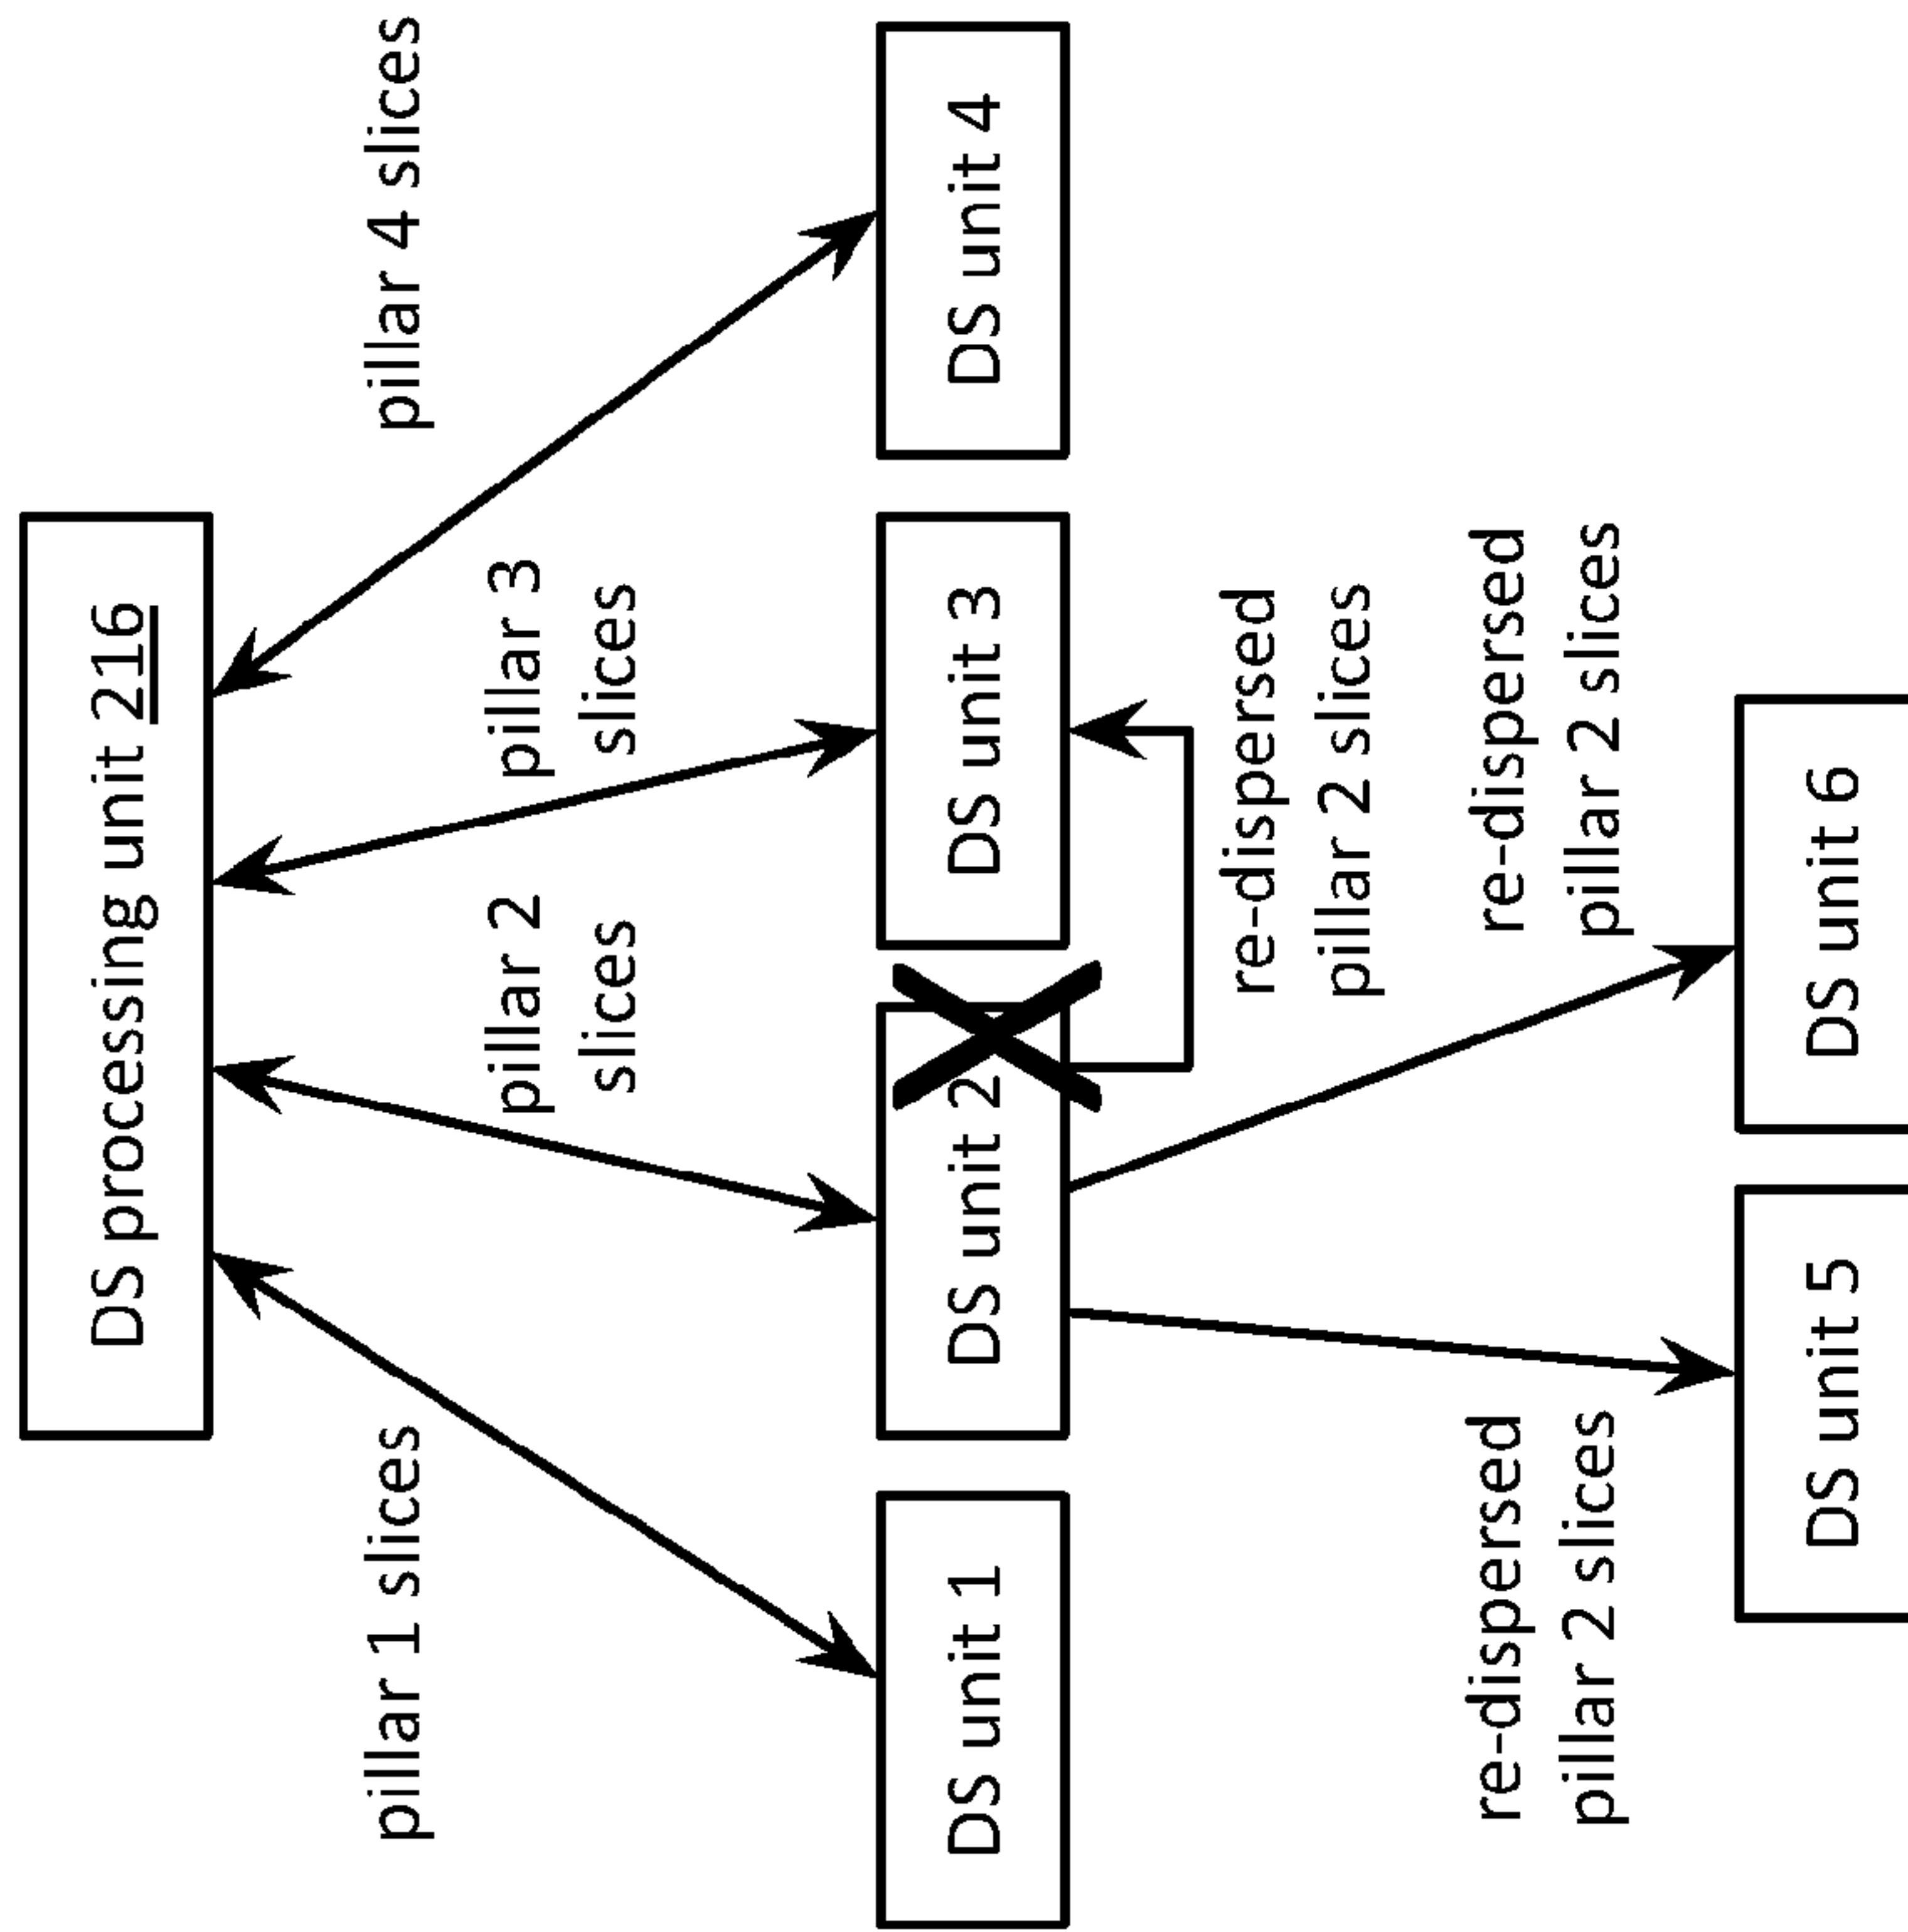 DS processing unit 216
pillar 1 slices
pillar 2
slices
pillar 3
slices
pillar 4 slices
DS unit 1
DS unit 2
DS unit 3
DS unit 4
re-dispersed
pillar 2 slices
re-dispersed
pillar 2 slices
re-dispersed
pillar 2 slices
DS unit 5
DS unit 6